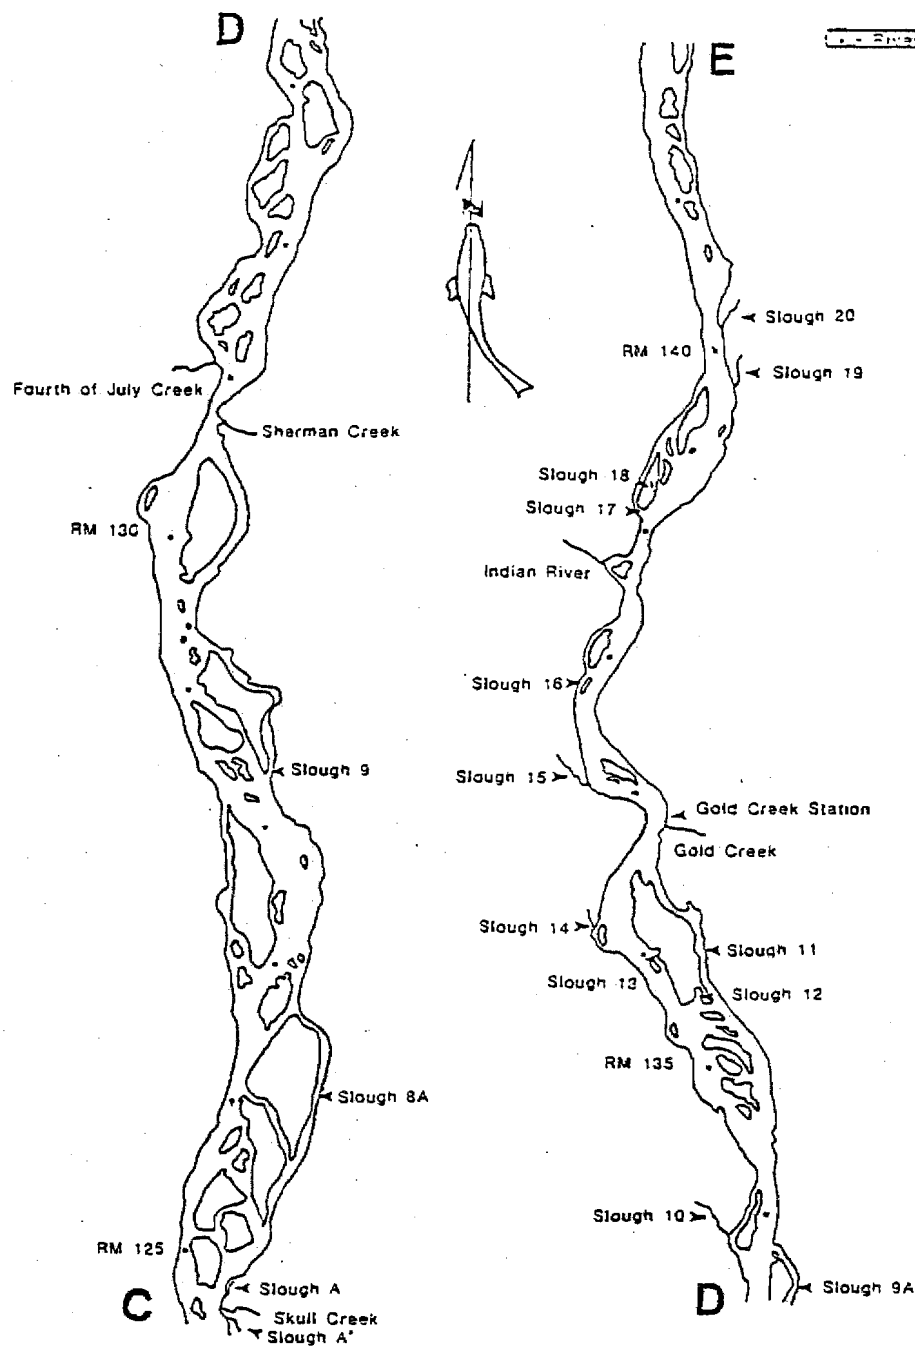 D
E
River
Slough 20
RM 140
Slough 19
Fourth of July Creek
Sherman Creek
Slough 18
Slough 17
RM 130
Indian River
Slough 16
Slough 9
Slough 15
Gold Creek Station
Gold Creek
Slough 14
Slough 11
Slough 13
Slough 12
RM 135
Slough 8A
Slough 10
RM 125
Slough A
Slough 9A
C
D
Skull Creek
Slough A'
N